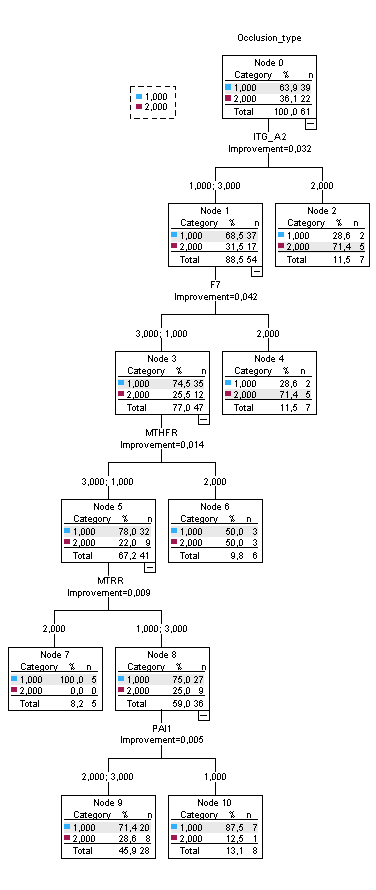 Occlusion_type
1,000
2,000
Node 0
Category % n
1,000 63,9 39
2,000 36,1 22
Total 100,0 61
ITG_A2
Improvement=0,032
1,000; 3,000
2,000
Node 1
Category % n
1,000 68,5 37
2,000 31,5 17
Total 88,5 54
Node 2
Category % n
1,000 28,6 2
2,000 71,4 5
Total 11,5 7
F7
Improvement=0,042
3,000; 1,000
2,000
Node 3
Category % n
1,000 74,5 35
2,000 25,5 12
Total 77,0 47
Node 4
Category % n
1,000 28,6 2
2,000 71,4 5
Total 11,5 7
MTHFR
Improvement=0,014
3,000; 1,000
2,000
Node 5
Category % n
1,000 78,0 32
2,000 22,0 9
Total 67,2 41
Node 6
Category % n
1,000 50,0 3
2,000 50,0 3
Total 9,8 6
MTRR
Improvement=0,009
2,000
1,000; 3,000
Node 7
Category % n
1,000 100,0 5
2,000 0,0 0
Total 8,2 5
Node 8
Category % n
1,000 75,0 27
2,000 25,0 9
Total 59,0 36
PAI1
Improvement=0,005
2,000; 3,000
1,000
Node 9
Category % n
1,000 71,4 20
2,000 28,6 8
Total 45,9 28
Node 10
Category % n
1,000 87,5 7
2,000 12,5 1
Total 13,1 8